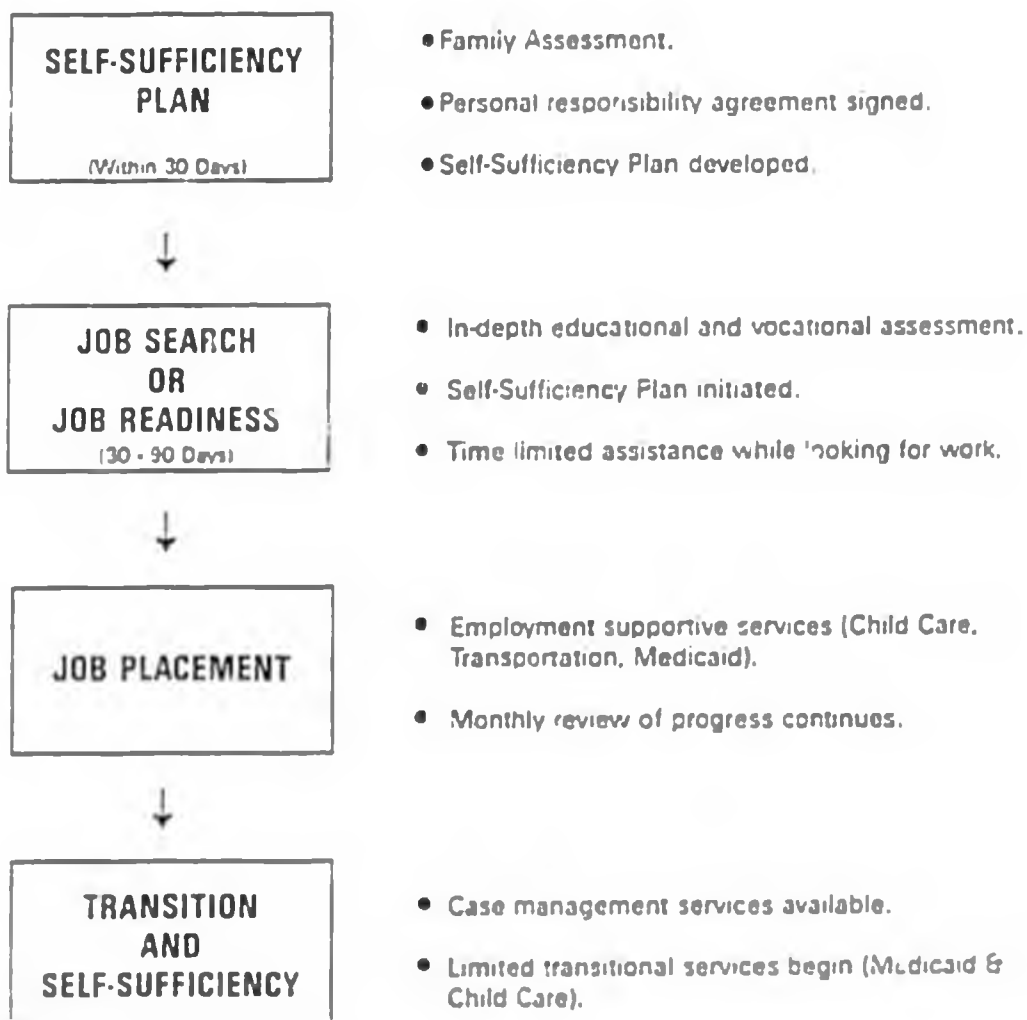 SELF-SUFFICIENCY
PLAN
(Within 30 Days)
● Family Assessment.
● Personal responsibility agreement signed.
● Self-Sufficiency Plan developed.
↓
JOB SEARCH
OR
JOB READINESS
(30 - 90 Days)
● In-depth educational and vocational assessment.
● Self-Sufficiency Plan initiated.
● Time limited assistance while looking for work.
↓
JOB PLACEMENT
● Employment supportive services (Child Care,
Transportation, Medicaid).
● Monthly review of progress continues.
↓
TRANSITION
AND
SELF-SUFFICIENCY
● Case management services available.
● Limited transitional services begin (Medicaid &
Child Care).